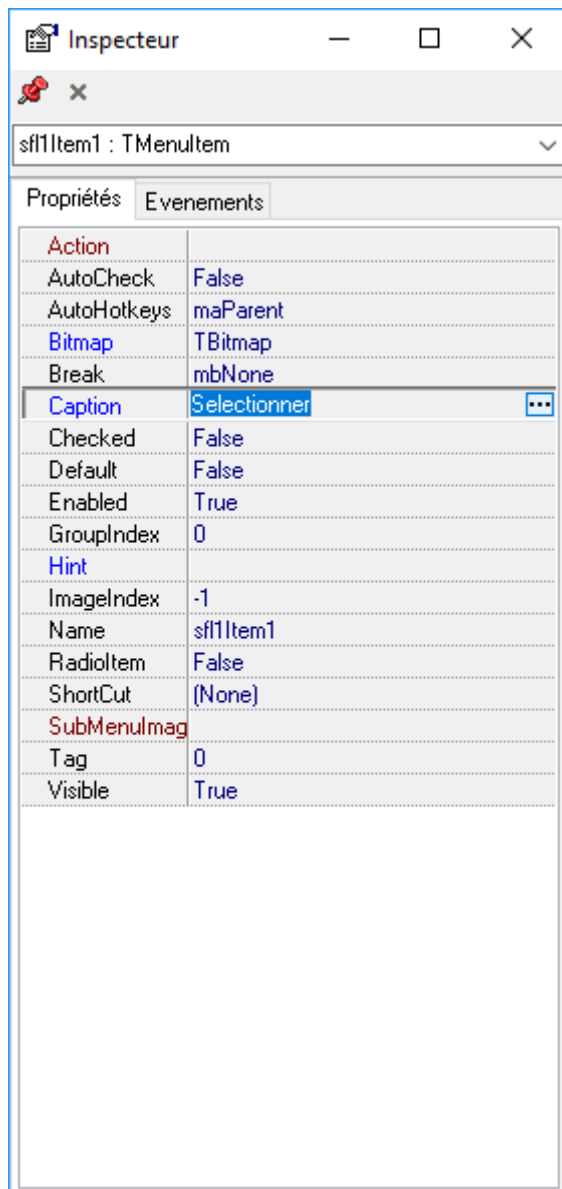 Inspecteur
sfl1Item1 : TMenuItem
Propriétés Evenements
Action
AutoCheck False
AutoHotkeys maParent
Bitmap TBitmap
Break mbNone
Caption Selectionner ...
Checked False
Default False
Enabled True
GroupIndex 0
Hint
ImageIndex -1
Name sfl1Item1
RadioItem False
ShortCut (None)
SubMenuImag
Tag 0
Visible True